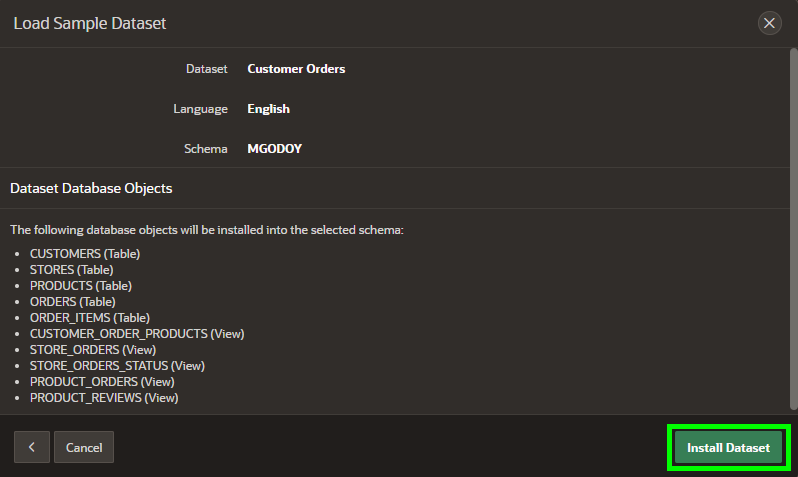 Load Sample Dataset
Dataset Customer Orders
Language English
Schema MGODOY
Dataset Database Objects
The following database objects will be installed into the selected schema:
CUSTOMERS (Table)
STORES (Table)
PRODUCTS (Table)
ORDERS (Table)
ORDER_ITEMS (Table)
CUSTOMER_ORDER_PRODUCTS (View)
STORE_ORDERS (View)
STORE_ORDERS_STATUS (View)
PRODUCT_ORDERS (View)
PRODUCT_REVIEWS (View)
Cancel Install Dataset